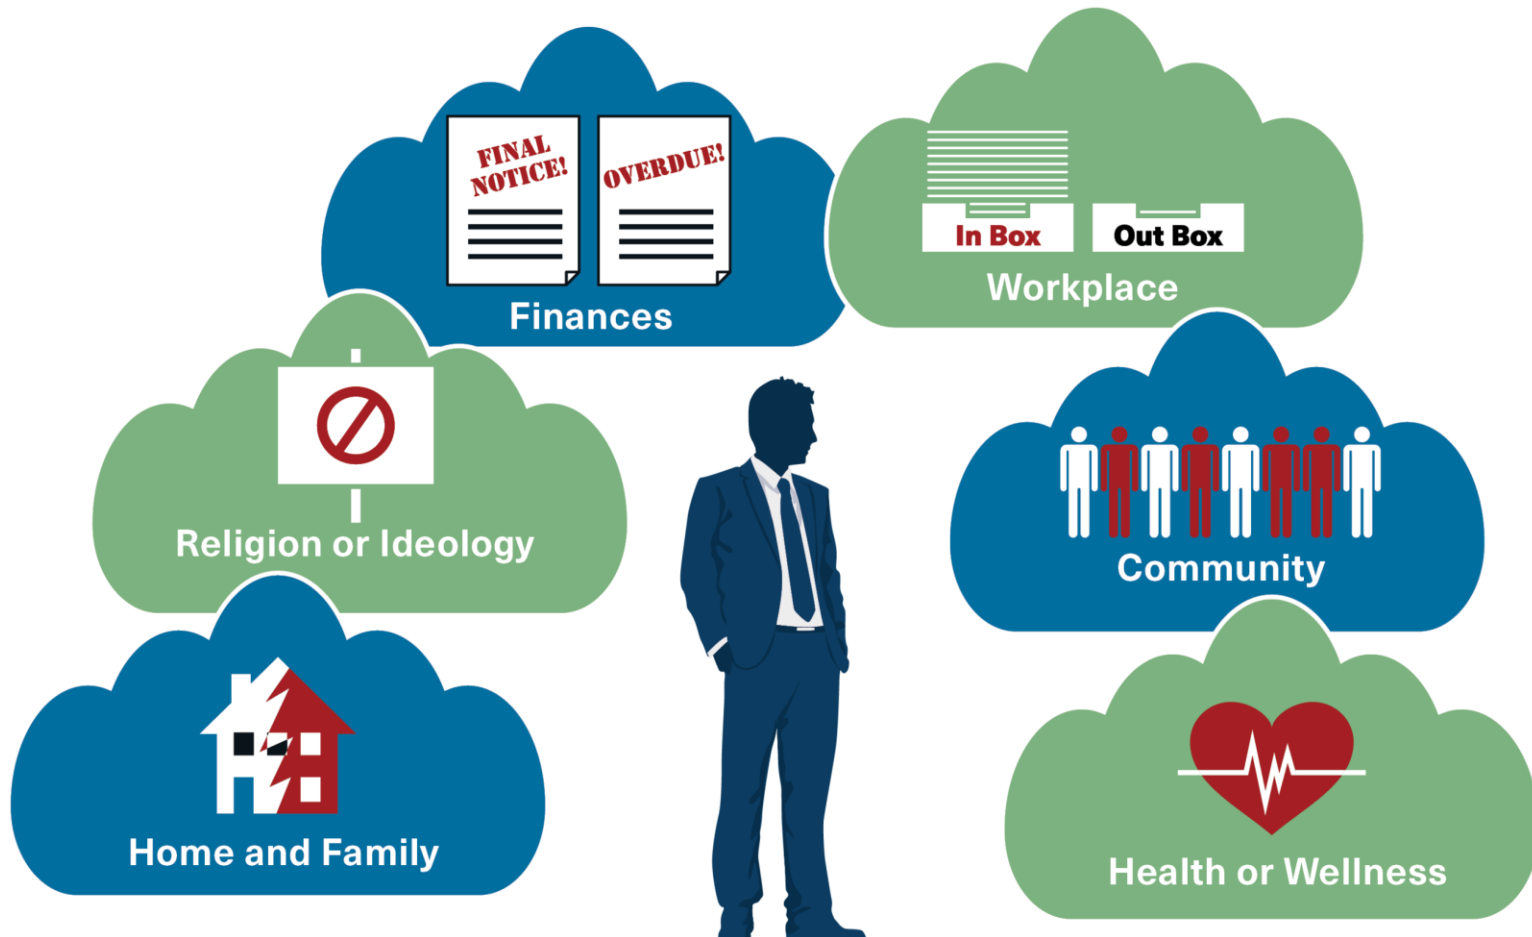 FINAL
NOTICE!
OVERDUE!
Finances
In Box
Out Box
Workplace
Religion or Ideology
Community
Home and Family
Health or Wellness